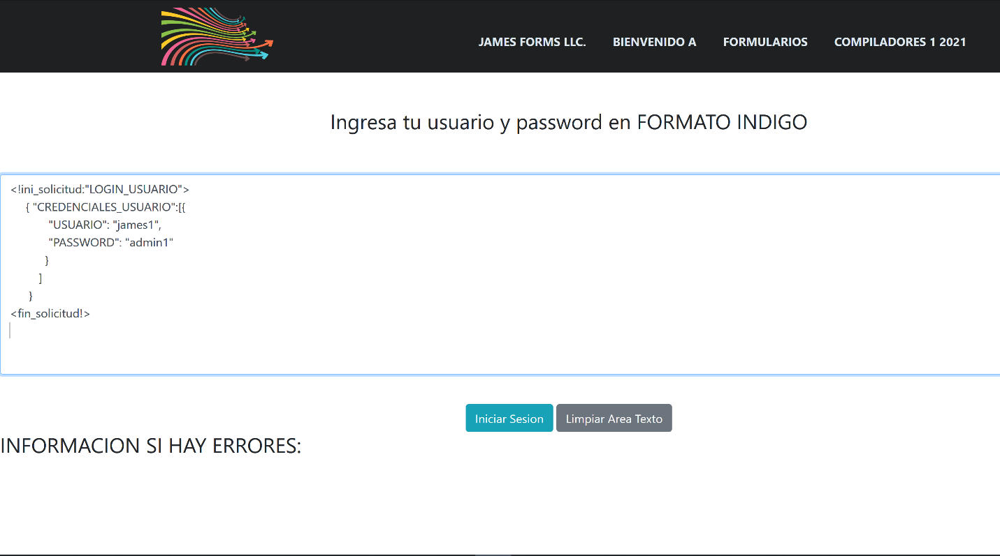 JAMES FORMS LLC. BIENVENIDO A FORMULARIOS COMPILADORES 1 2021
Ingresa tu usuario y password en FORMATO INDIGO
<!ini_solicitud:"LOGIN_USUARIO">
{ "CREDENCIALES_USUARIO":[{
"USUARIO": "james1",
"PASSWORD": "admin1"
}
]
}
<fin_solicitud!>
Iniciar Sesion Limpiar Area Texto
INFORMACION SI HAY ERRORES: